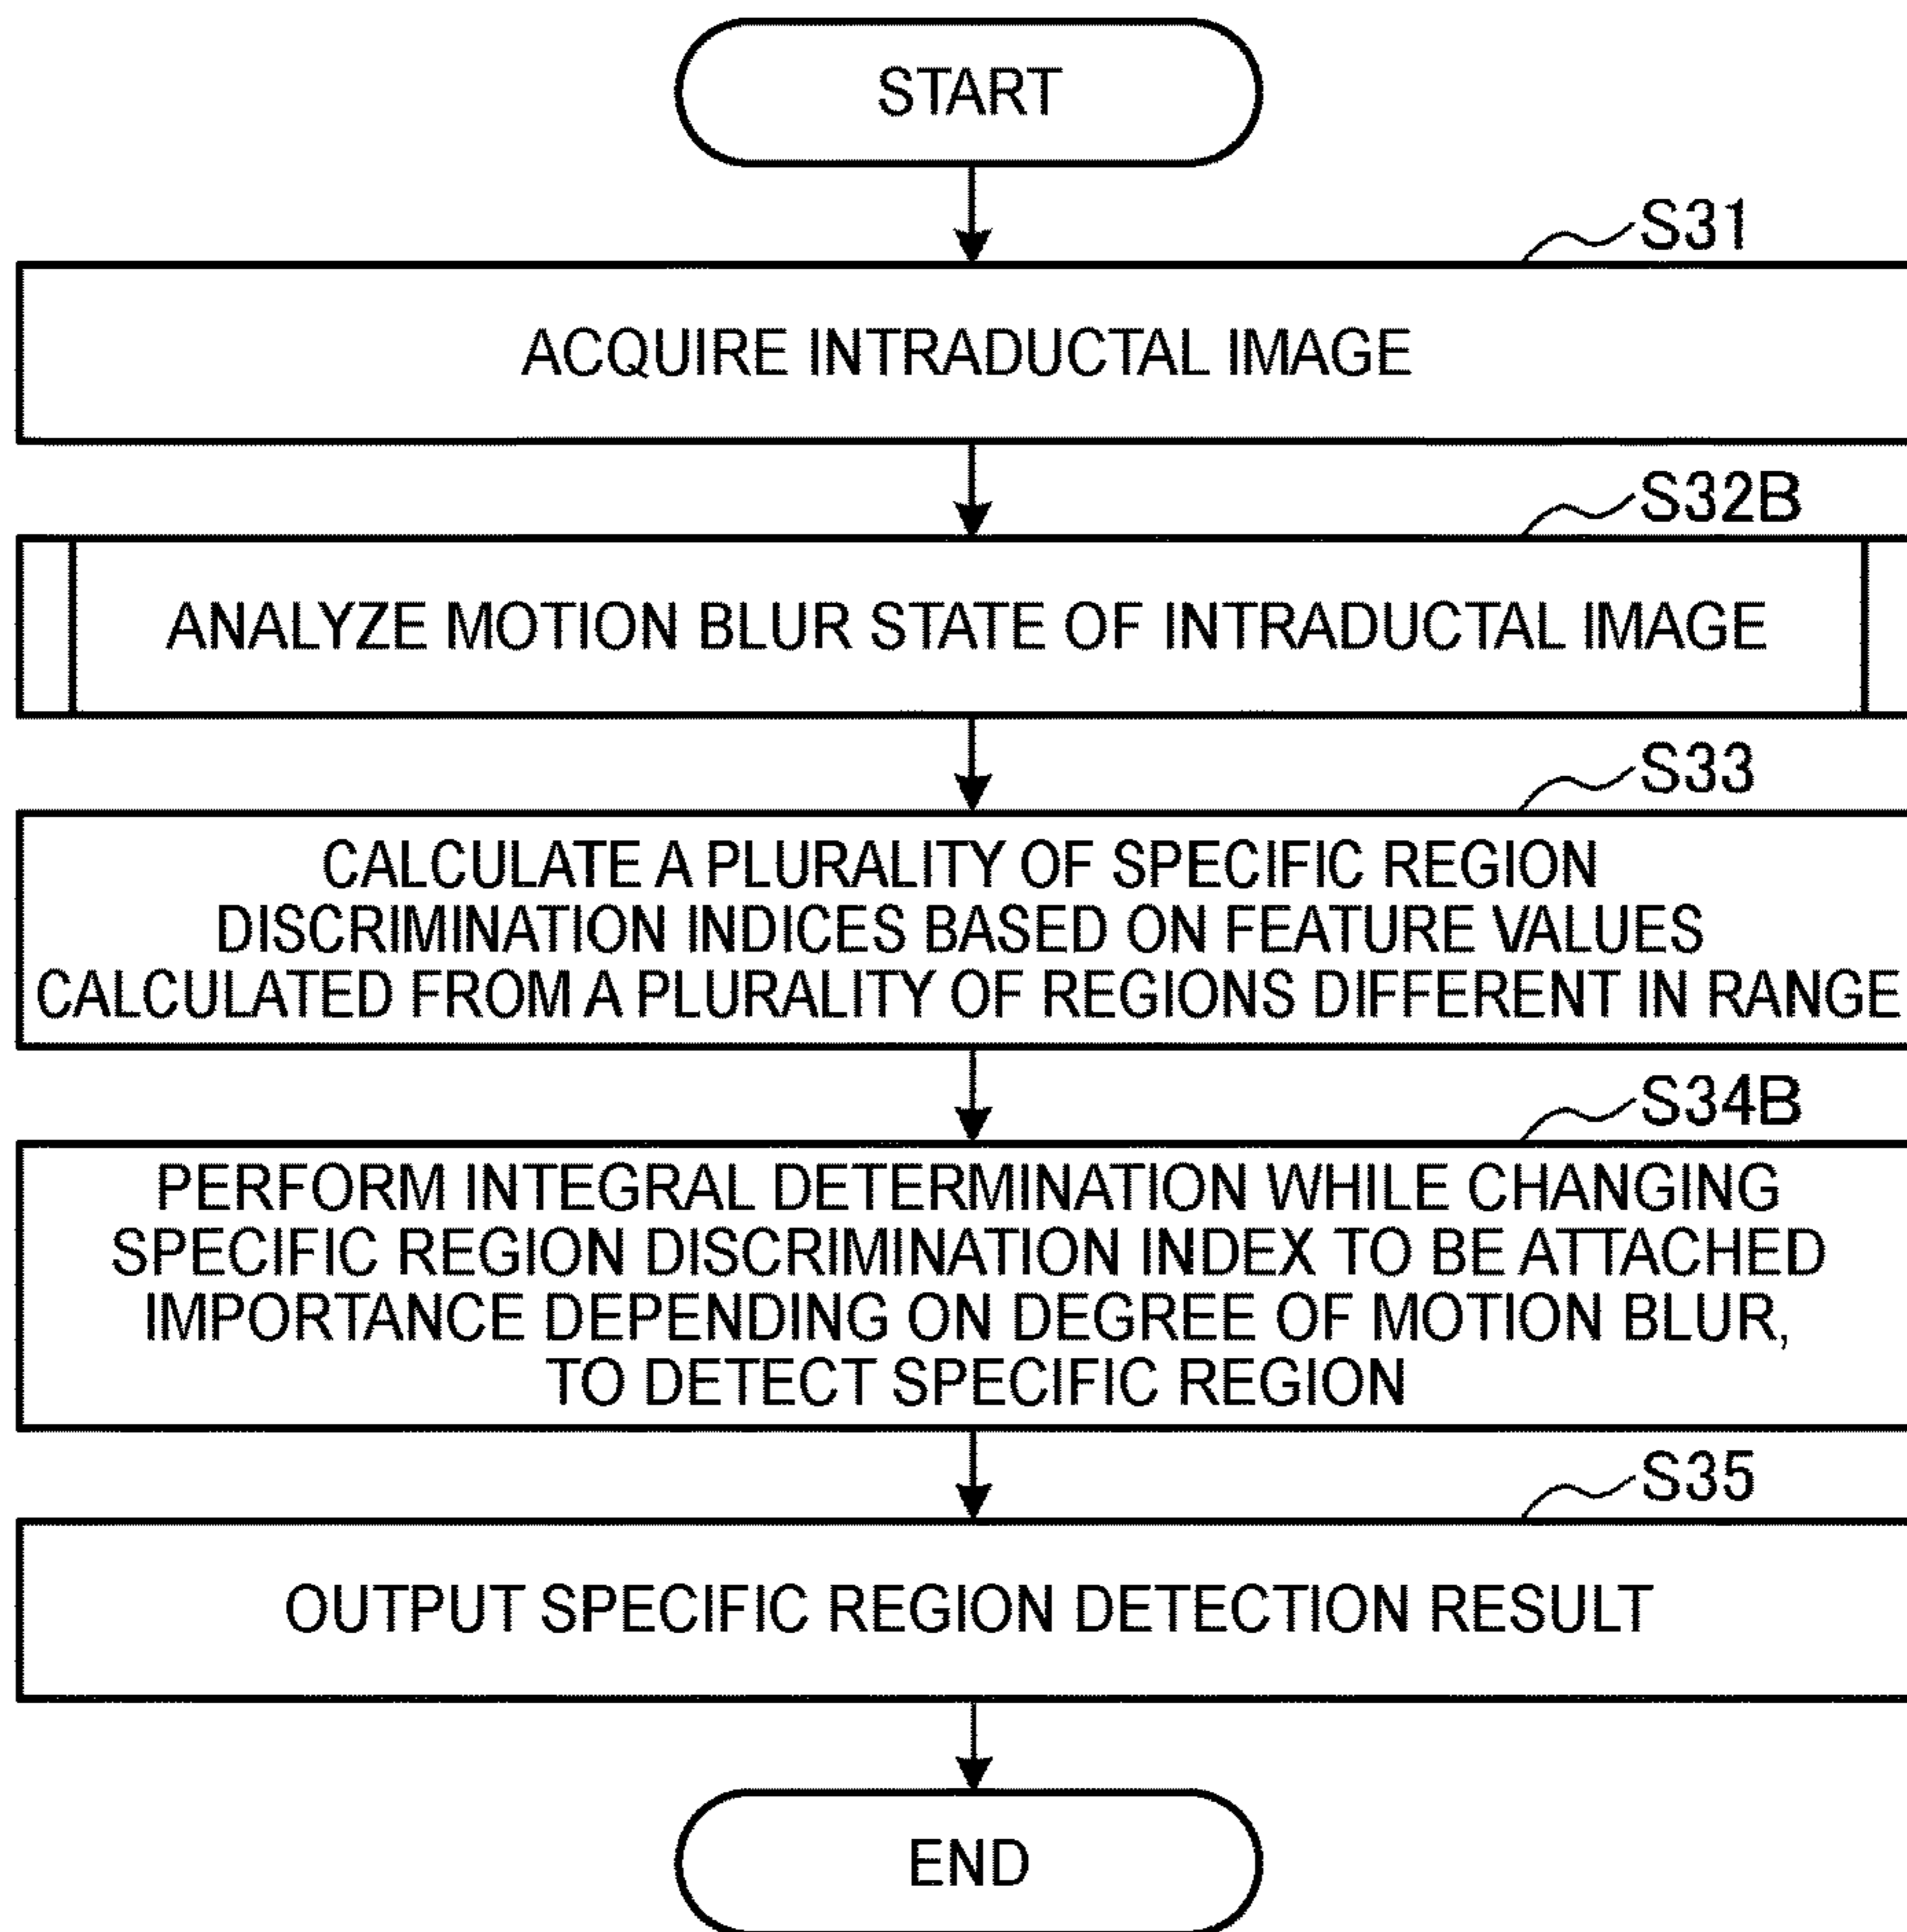 START
S31
ACQUIRE INTRADUCTAL IMAGE
S32B
ANALYZE MOTION BLUR STATE OF INTRADUCTAL IMAGE
S33
CALCULATE A PLURALITY OF SPECIFIC REGION
DISCRIMINATION INDICES BASED ON FEATURE VALUES
CALCULATED FROM A PLURALITY OF REGIONS DIFFERENT IN RANGE
S34B
PERFORM INTEGRAL DETERMINATION WHILE CHANGING
SPECIFIC REGION DISCRIMINATION INDEX TO BE ATTACHED
IMPORTANCE DEPENDING ON DEGREE OF MOTION BLUR,
TO DETECT SPECIFIC REGION
S35
OUTPUT SPECIFIC REGION DETECTION RESULT
END